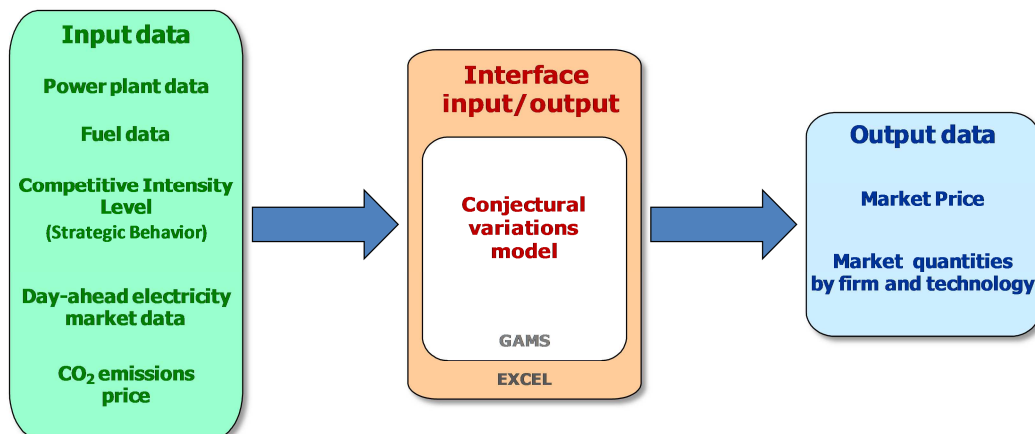 Input data
Power plant data
Fuel data
Competitive Intensity
Level
(Strategic Behavior)
Day-ahead electricity
market data
CO₂ emissions
price
Interface
input/output
Conjectural
variations
model
GAMS
EXCEL
Output data
Market Price
Market quantities
by firm and technology